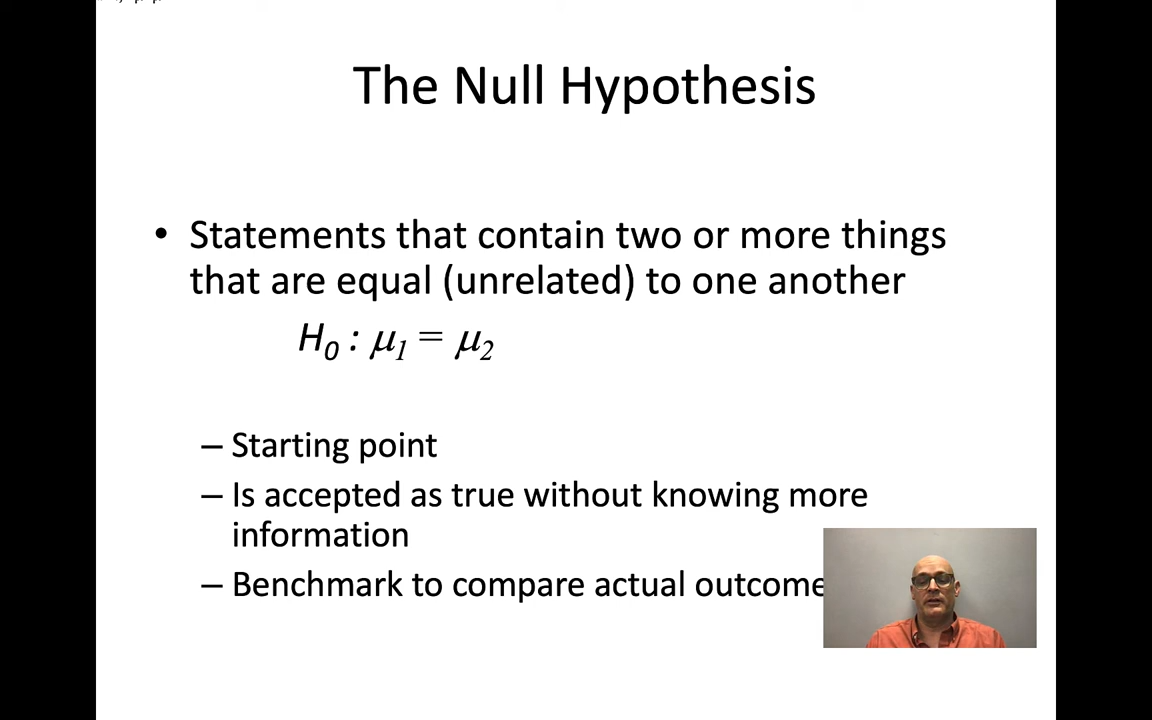 The Null Hypothesis
• Statements that contain two or more things
that are equal (unrelated) to one another
H₀ : μ₁ = μ₂
– Starting point
– Is accepted as true without knowing more
information
– Benchmark to compare actual outcome